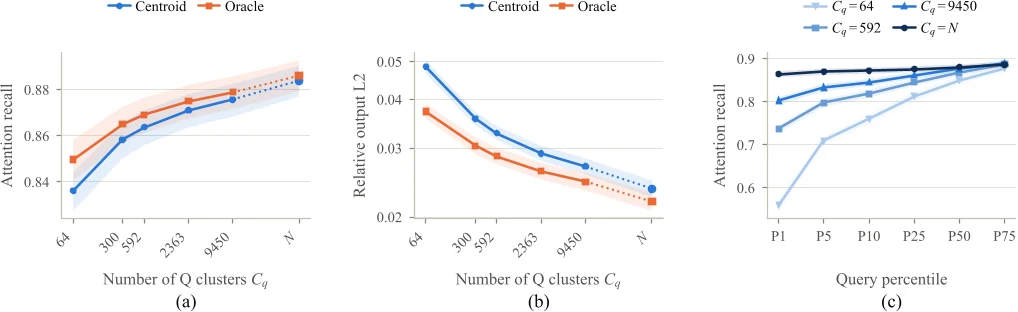 Centroid Oracle
Attention recall
0.88
0.86
0.84
64 300 592 2363 9450 N
Number of Q clusters C_q
(a)
Centroid Oracle
Relative output L2
0.05
0.04
0.03
0.02
64 300 592 2363 9450 N
Number of Q clusters C_q
(b)
C_q = 64 C_q = 9450
C_q = 592 C_q = N
Attention recall
0.9
0.8
0.7
0.6
P1 P5 P10 P25 P50 P75
Query percentile
(c)